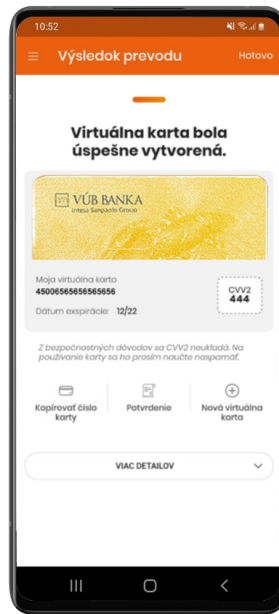 10:52
Výsledok prevodu
Hotovo
Virtuálna karta bola
úspešne vytvorená.
VÚB BANKA
Intesa Sanpaolo Group
Moja virtuálna karta
45006565656565656
Dátum exspirácie: 12/22
CVV2
444
Z bezpečnostných dôvodov sa CVV2 neukladá. Na
používanie karty sa ho prosím naučte naspamäť.
Kopírovať číslo
karty
Potvrdenie
Nová virtuálna
karta
VIAC DETAILOV